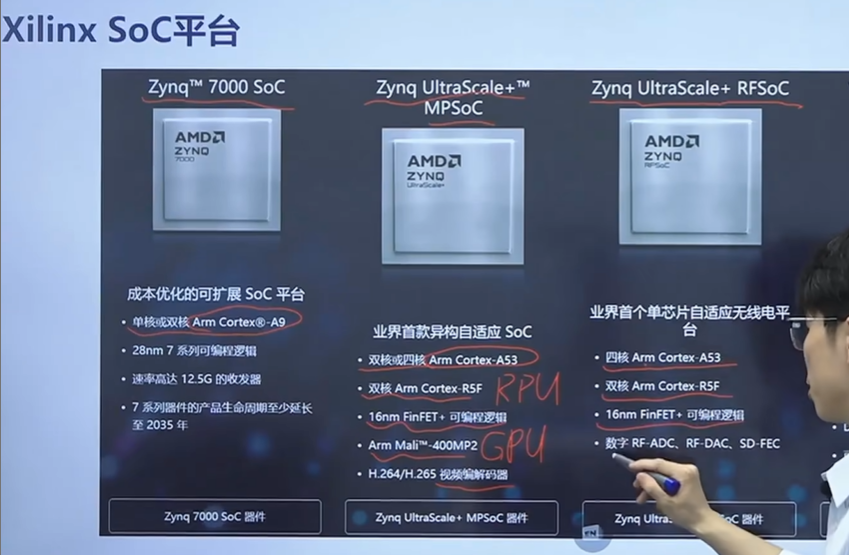 Xilinx SoC平台
Zynq™ 7000 SoC
AMD
ZYNQ
7000
成本优化的可扩展 SoC 平台
• 单核或双核 Arm Cortex®-A9
• 28nm 7 系列可编程逻辑
• 速率高达 12.5G 的收发器
• 7 系列器件的产品生命周期至少延长
至 2035 年
Zynq 7000 SoC 器件
Zynq UltraScale+™
MPSoC
AMD
ZYNQ
UltraScale+
业界首款异构自适应 SoC
• 双核或四核 Arm Cortex-A53
• 双核 Arm Cortex-R5F RPU
• 16nm FinFET+ 可编程逻辑
• Arm Mali™-400MP2 GPU
• H.264/H.265 视频编解码器
Zynq UltraScale+ MPSoC 器件
Zynq UltraScale+ RFSoC
AMD
ZYNQ
RFSoC
业界首个单芯片自适应无线电平
台
• 四核 Arm Cortex-A53
• 双核 Arm Cortex-R5F
• 16nm FinFET+ 可编程逻辑
• 数字 RF-ADC、RF-DAC、SD-FEC
Zynq Ultra oC 器件
EN